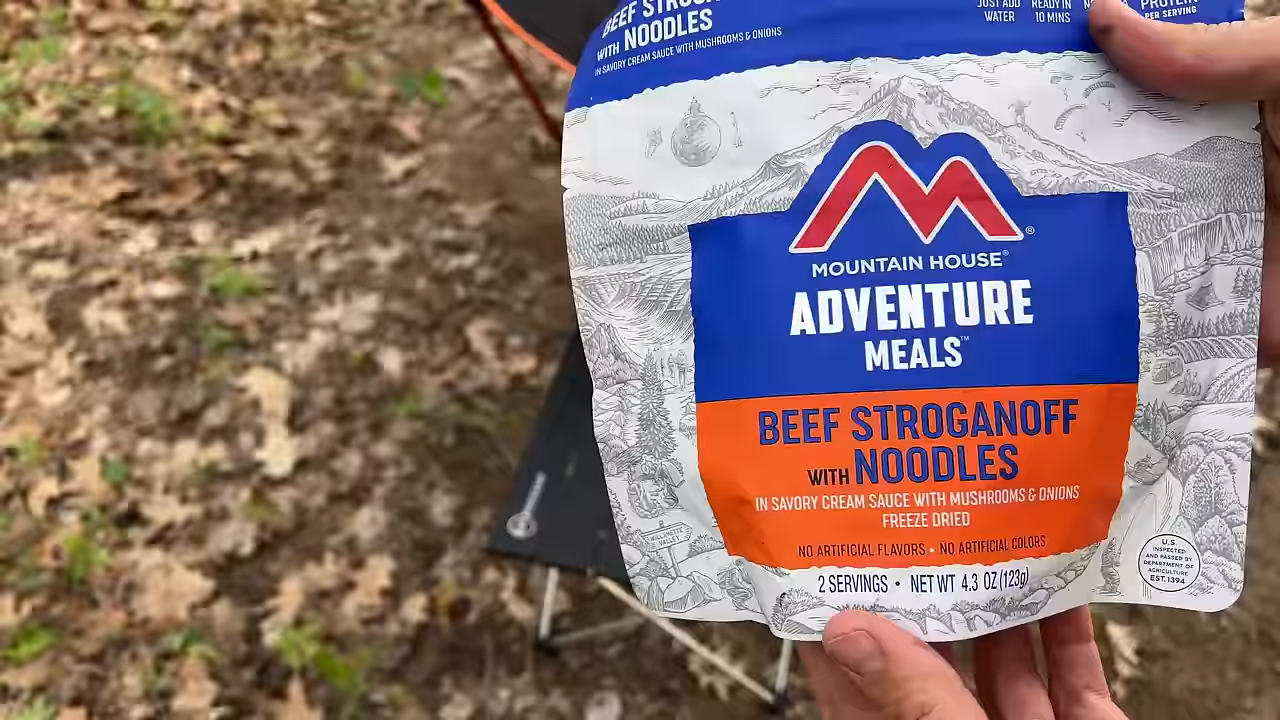 BEEF
WITH NOODLES
IN SAVORY CREAM SAUCE WITH MUSHROOMS & ONIONS
JUST ADD
WATER
READY IN
10 MINS
PROTEIN
PER SERVING
MOUNTAIN HOUSE®
ADVENTURE
MEALS™
BEEF STROGANOFF
WITH NOODLES
IN SAVORY CREAM SAUCE WITH MUSHROOMS & ONIONS
FREEZE DRIED
NO ARTIFICIAL FLAVORS • NO ARTIFICIAL COLORS
2 SERVINGS • NET WT 4.3 OZ (123g)
WILLAMETTE
VALLEY
U.S.
INSPECTED
AND PASSED BY
DEPARTMENT OF
AGRICULTURE
EST. 1394